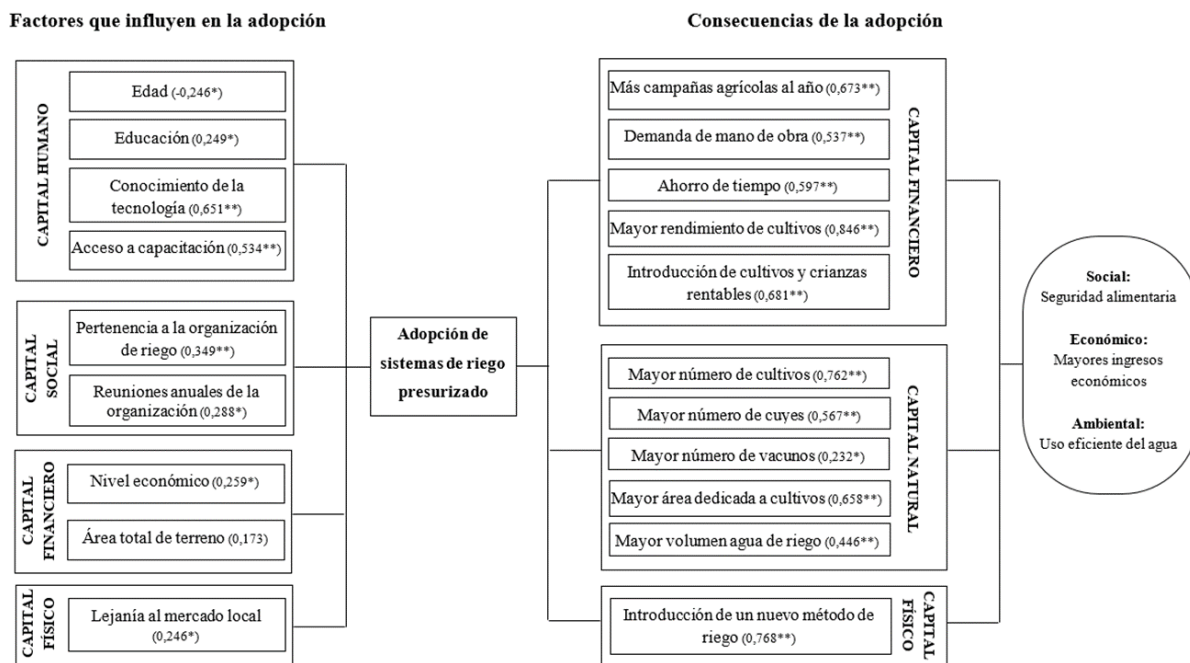 Factores que influyen en la adopción
CAPITAL HUMANO
Edad (-0,246*)
Educación (0,249*)
Conocimiento de la
tecnología (0,651**)
Acceso a capacitación (0,534**)
CAPITAL
SOCIAL
Pertenencia a la organización
de riego (0,349**)
Reuniones anuales de la
organización (0,288*)
CAPITAL
FINANCIERO
Nivel económico (0,259*)
Área total de terreno (0,173)
CAPITAL
FÍSICO
Lejanía al mercado local
(0,246*)
Adopción de
sistemas de riego
presurizado
Consecuencias de la adopción
Más campañas agrícolas al año (0,673**)
Demanda de mano de obra (0,537**)
Ahorro de tiempo (0,597**)
Mayor rendimiento de cultivos (0,846**)
Introducción de cultivos y crianzas
rentables (0,681**)
CAPITAL FINANCIERO
Mayor número de cultivos (0,762**)
Mayor número de cuyes (0,567**)
Mayor número de vacunos (0,232*)
Mayor área dedicada a cultivos (0,658**)
Mayor volumen agua de riego (0,446**)
CAPITAL NATURAL
Introducción de un nuevo método de
riego (0,768**)
CAPITAL
FÍSICO
Social:
Seguridad alimentaria
Económico:
Mayores ingresos
económicos
Ambiental:
Uso eficiente del agua